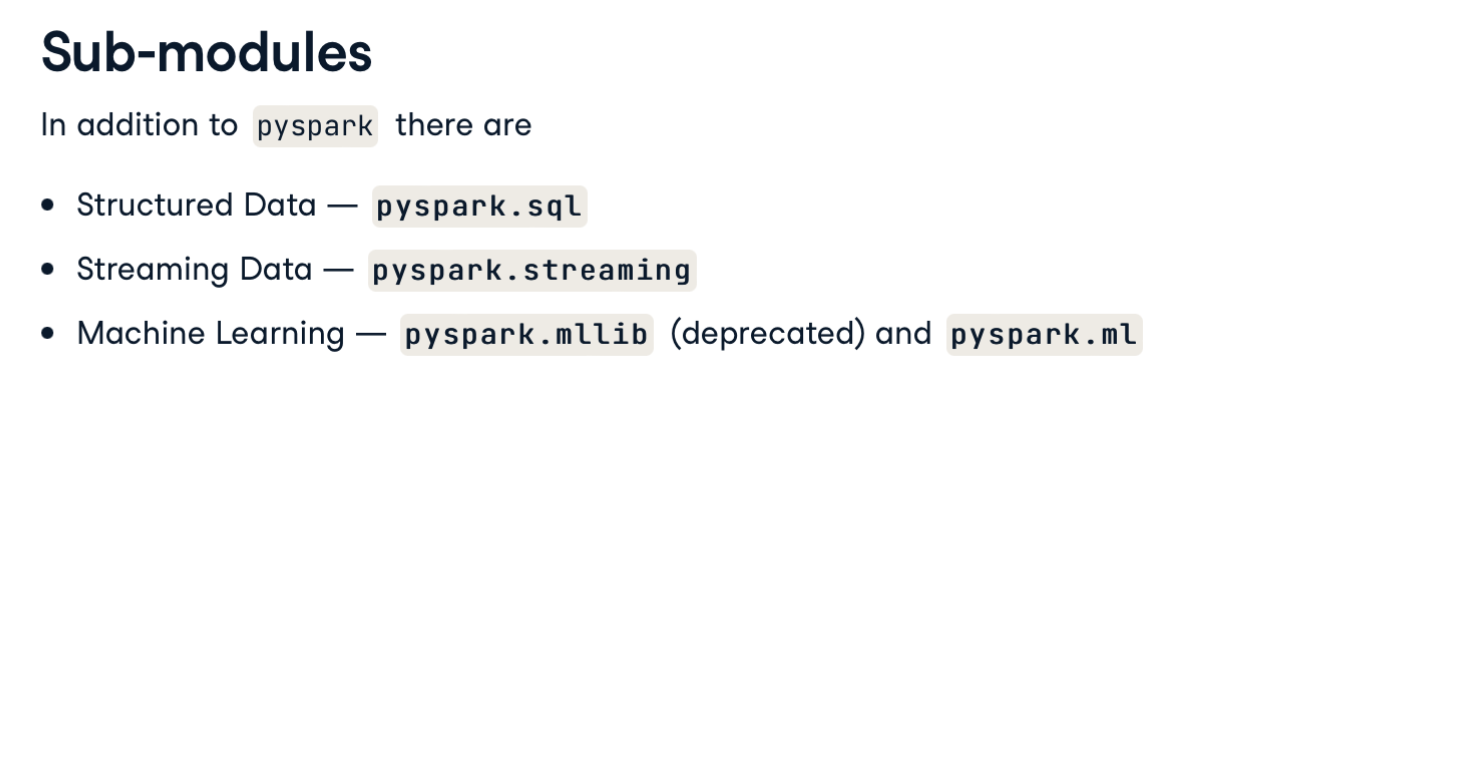 Sub-modules
In addition to pyspark there are
• Structured Data — pyspark.sql
• Streaming Data — pyspark.streaming
• Machine Learning — pyspark.mllib (deprecated) and pyspark.ml